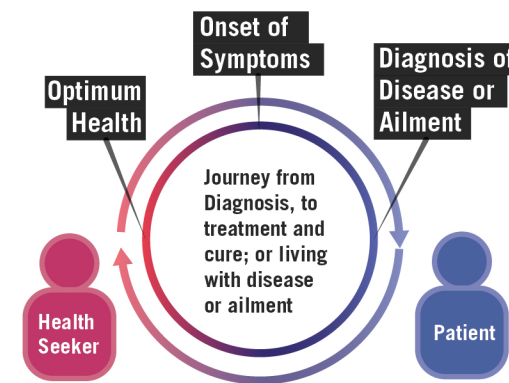 Onset of
Symptoms
Diagnosis of
Disease or
Ailment
Optimum
Health
Journey from
Diagnosis, to
treatment and
cure; or living
with disease
or ailment
Health
Seeker
Patient